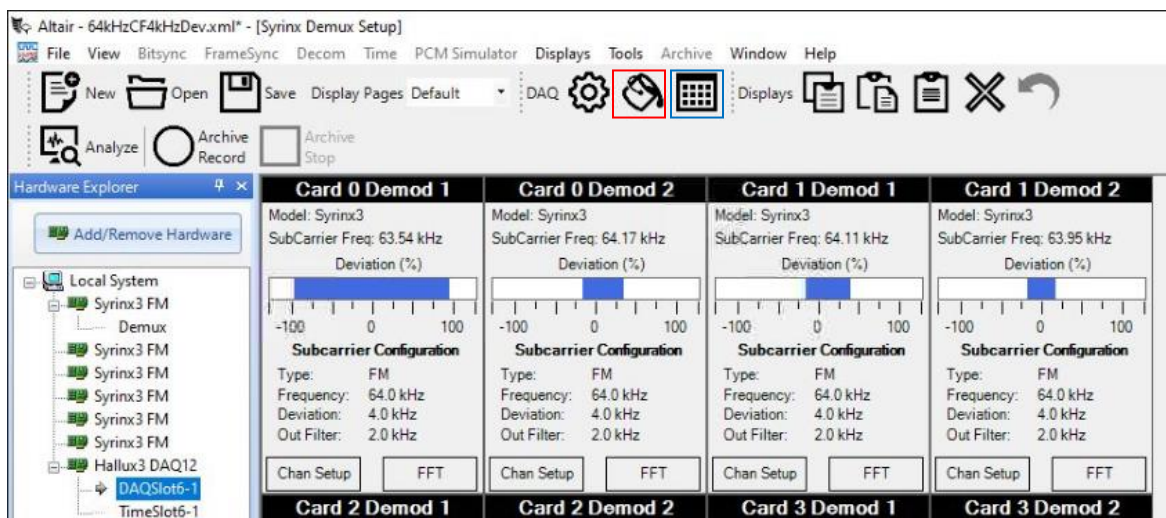 Altair - 64kHzCF4kHzDev.xml* - [Syrinx Demux Setup]
File View Bitsync FrameSync Decom Time PCM Simulator Displays Tools Archive Window Help
New Open Save Display Pages Default DAQ Displays
Analyze Archive Record Archive Stop
Hardware Explorer
Add/Remove Hardware
Local System
Syrinx3 FM
Demux
Syrinx3 FM
Syrinx3 FM
Syrinx3 FM
Syrinx3 FM
Syrinx3 FM
Hallux3 DAQ12
DAQSlot6-1
TimeSlot6-1
Card 0 Demod 1
Model: Syrinx3
SubCarrier Freq: 63.54 kHz
Deviation (%)
-100 0 100
Subcarrier Configuration
Type: FM
Frequency: 64.0 kHz
Deviation: 4.0 kHz
Out Filter: 2.0 kHz
Chan Setup FFT
Card 0 Demod 2
Model: Syrinx3
SubCarrier Freq: 64.17 kHz
Deviation (%)
-100 0 100
Subcarrier Configuration
Type: FM
Frequency: 64.0 kHz
Deviation: 4.0 kHz
Out Filter: 2.0 kHz
Chan Setup FFT
Card 1 Demod 1
Model: Syrinx3
SubCarrier Freq: 64.11 kHz
Deviation (%)
-100 0 100
Subcarrier Configuration
Type: FM
Frequency: 64.0 kHz
Deviation: 4.0 kHz
Out Filter: 2.0 kHz
Chan Setup FFT
Card 1 Demod 2
Model: Syrinx3
SubCarrier Freq: 63.95 kHz
Deviation (%)
-100 0 100
Subcarrier Configuration
Type: FM
Frequency: 64.0 kHz
Deviation: 4.0 kHz
Out Filter: 2.0 kHz
Chan Setup FFT
Card 2 Demod 1
Card 2 Demod 2
Card 3 Demod 1
Card 3 Demod 2